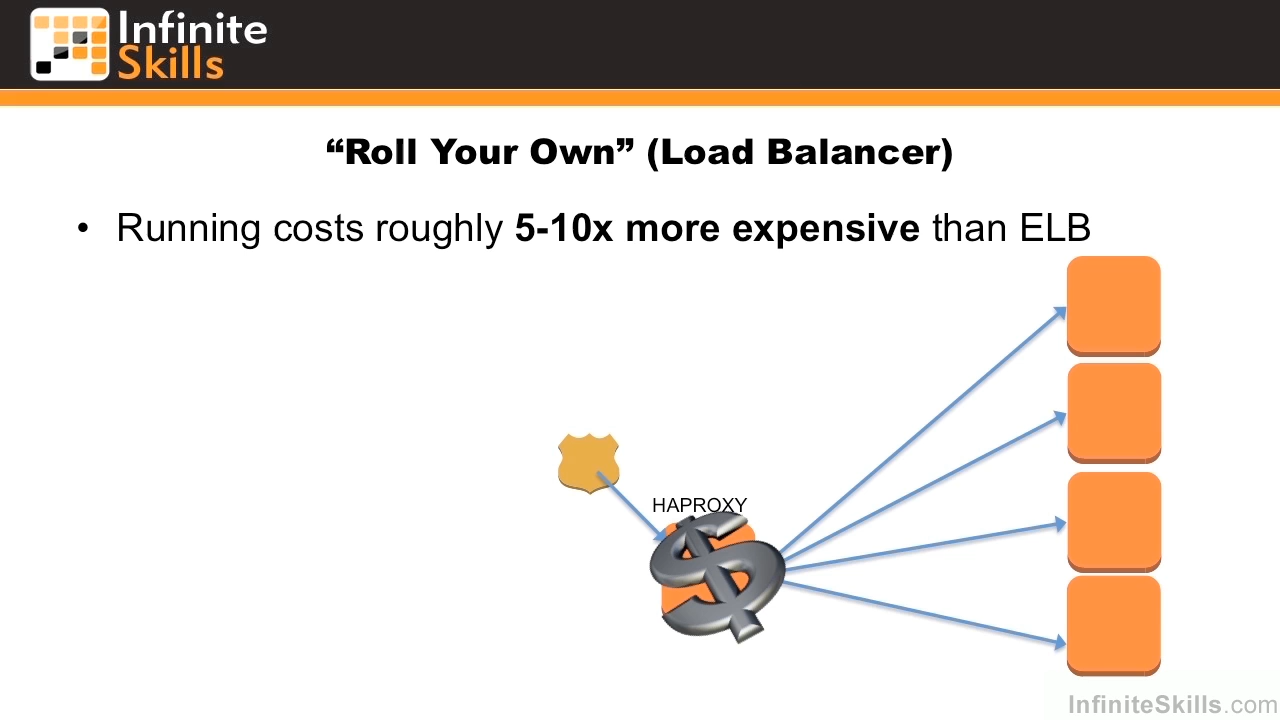 Infinite
Skills
“Roll Your Own” (Load Balancer)
• Running costs roughly 5-10x more expensive than ELB
HAPROXY
InfiniteSkills.com